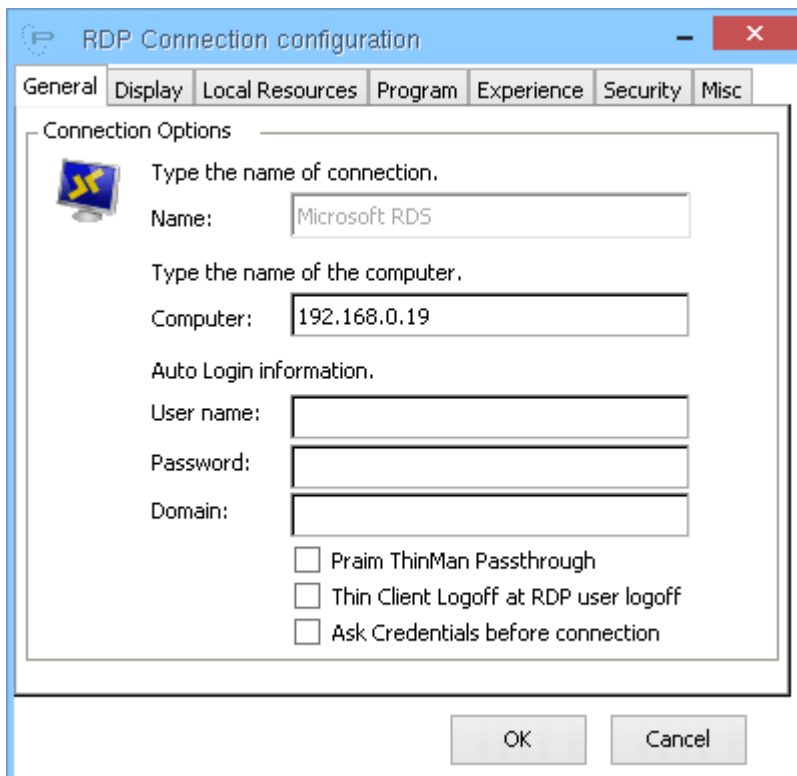 RDP Connection configuration
General Display Local Resources Program Experience Security Misc
Connection Options
Type the name of connection.
Name: Microsoft RDS
Type the name of the computer.
Computer: 192.168.0.19
Auto Login information.
User name:
Password:
Domain:
Praim ThinMan Passthrough
Thin Client Logoff at RDP user logoff
Ask Credentials before connection
OK Cancel